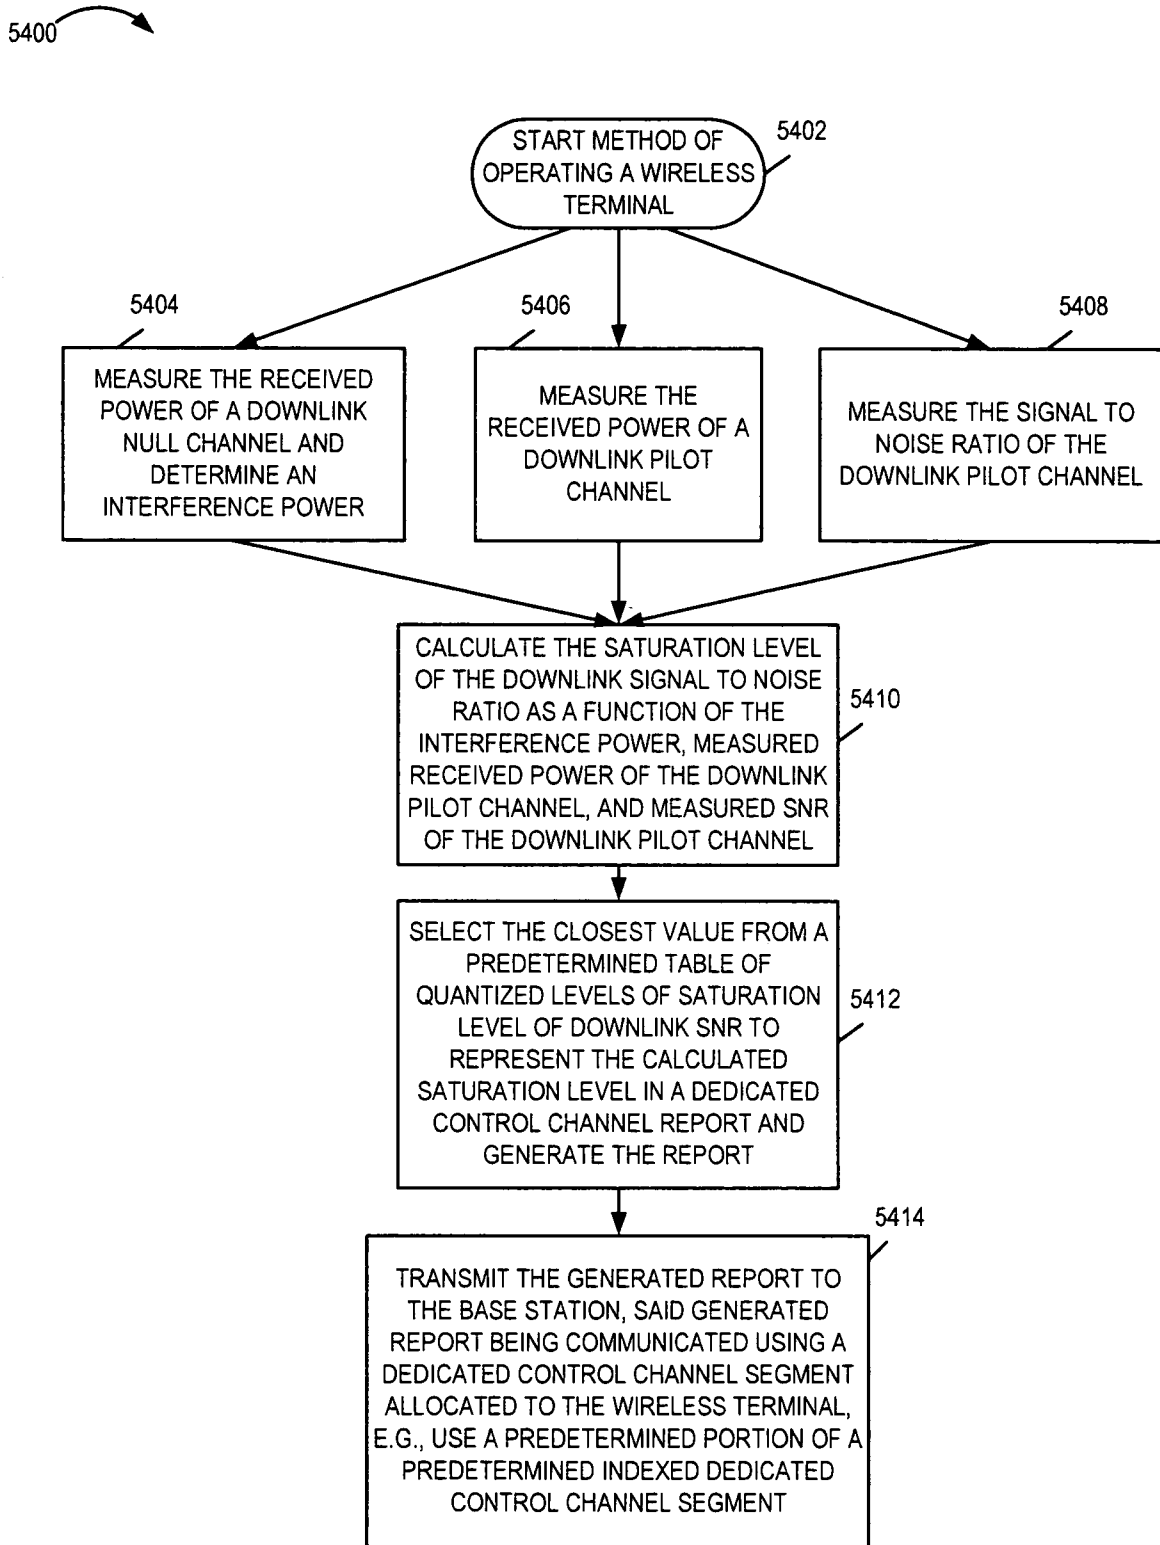 5400
START METHOD OF
OPERATING A WIRELESS
TERMINAL
5402
5404
MEASURE THE RECEIVED
POWER OF A DOWNLINK
NULL CHANNEL AND
DETERMINE AN
INTERFERENCE POWER
5406
MEASURE THE
RECEIVED POWER OF A
DOWNLINK PILOT
CHANNEL
5408
MEASURE THE SIGNAL TO
NOISE RATIO OF THE
DOWNLINK PILOT CHANNEL
CALCULATE THE SATURATION LEVEL
OF THE DOWNLINK SIGNAL TO NOISE
RATIO AS A FUNCTION OF THE
INTERFERENCE POWER, MEASURED
RECEIVED POWER OF THE DOWNLINK
PILOT CHANNEL, AND MEASURED SNR
OF THE DOWNLINK PILOT CHANNEL
5410
SELECT THE CLOSEST VALUE FROM A
PREDETERMINED TABLE OF
QUANTIZED LEVELS OF SATURATION
LEVEL OF DOWNLINK SNR TO
REPRESENT THE CALCULATED
SATURATION LEVEL IN A DEDICATED
CONTROL CHANNEL REPORT AND
GENERATE THE REPORT
5412
5414
TRANSMIT THE GENERATED REPORT TO
THE BASE STATION, SAID GENERATED
REPORT BEING COMMUNICATED USING A
DEDICATED CONTROL CHANNEL SEGMENT
ALLOCATED TO THE WIRELESS TERMINAL,
E.G., USE A PREDETERMINED PORTION OF A
PREDETERMINED INDEXED DEDICATED
CONTROL CHANNEL SEGMENT